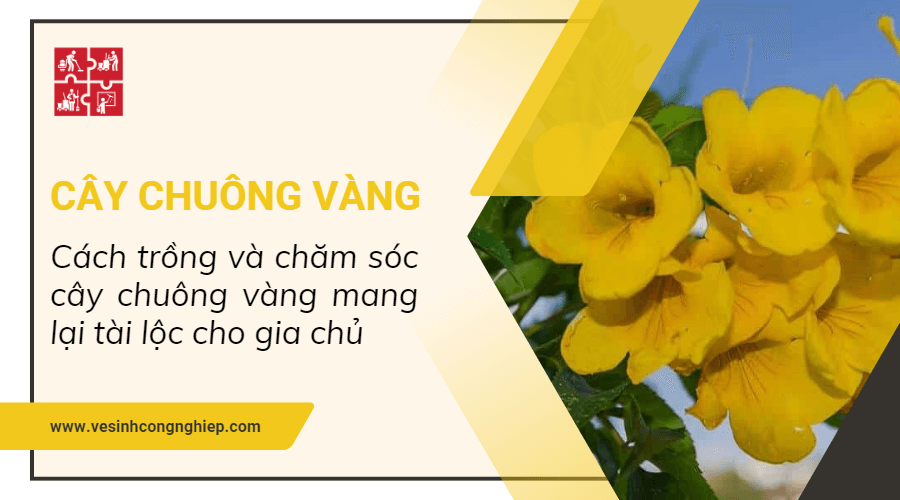 CÂY CHUÔNG VÀNG
Cách trồng và chăm sóc
cây chuông vàng mang
lại tài lộc cho gia chủ
www.vesinhcongnghiep.com